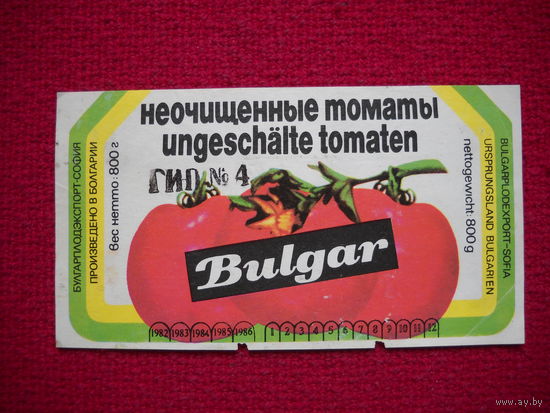 БУЛГАРПЛОДЭКСПОРТ-СОФИЯ
ПРОИЗВЕДЕНО В БОЛГАРИИ
вес нетто: 800 г
неочищенные томаты
ungeschälte tomaten
ГИП № 4
Bulgar
nettogewicht: 800g
URSPRUNGSLAND BULGARIEN
BULGARPLODEXPORT-SOFIA
1982 1983 1984 1985 1986 1 2 3 4 5 6 7 8 9 10 11 12
www.ay.by